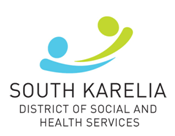 SOUTH KARELIA
DISTRICT OF SOCIAL AND
HEALTH SERVICES